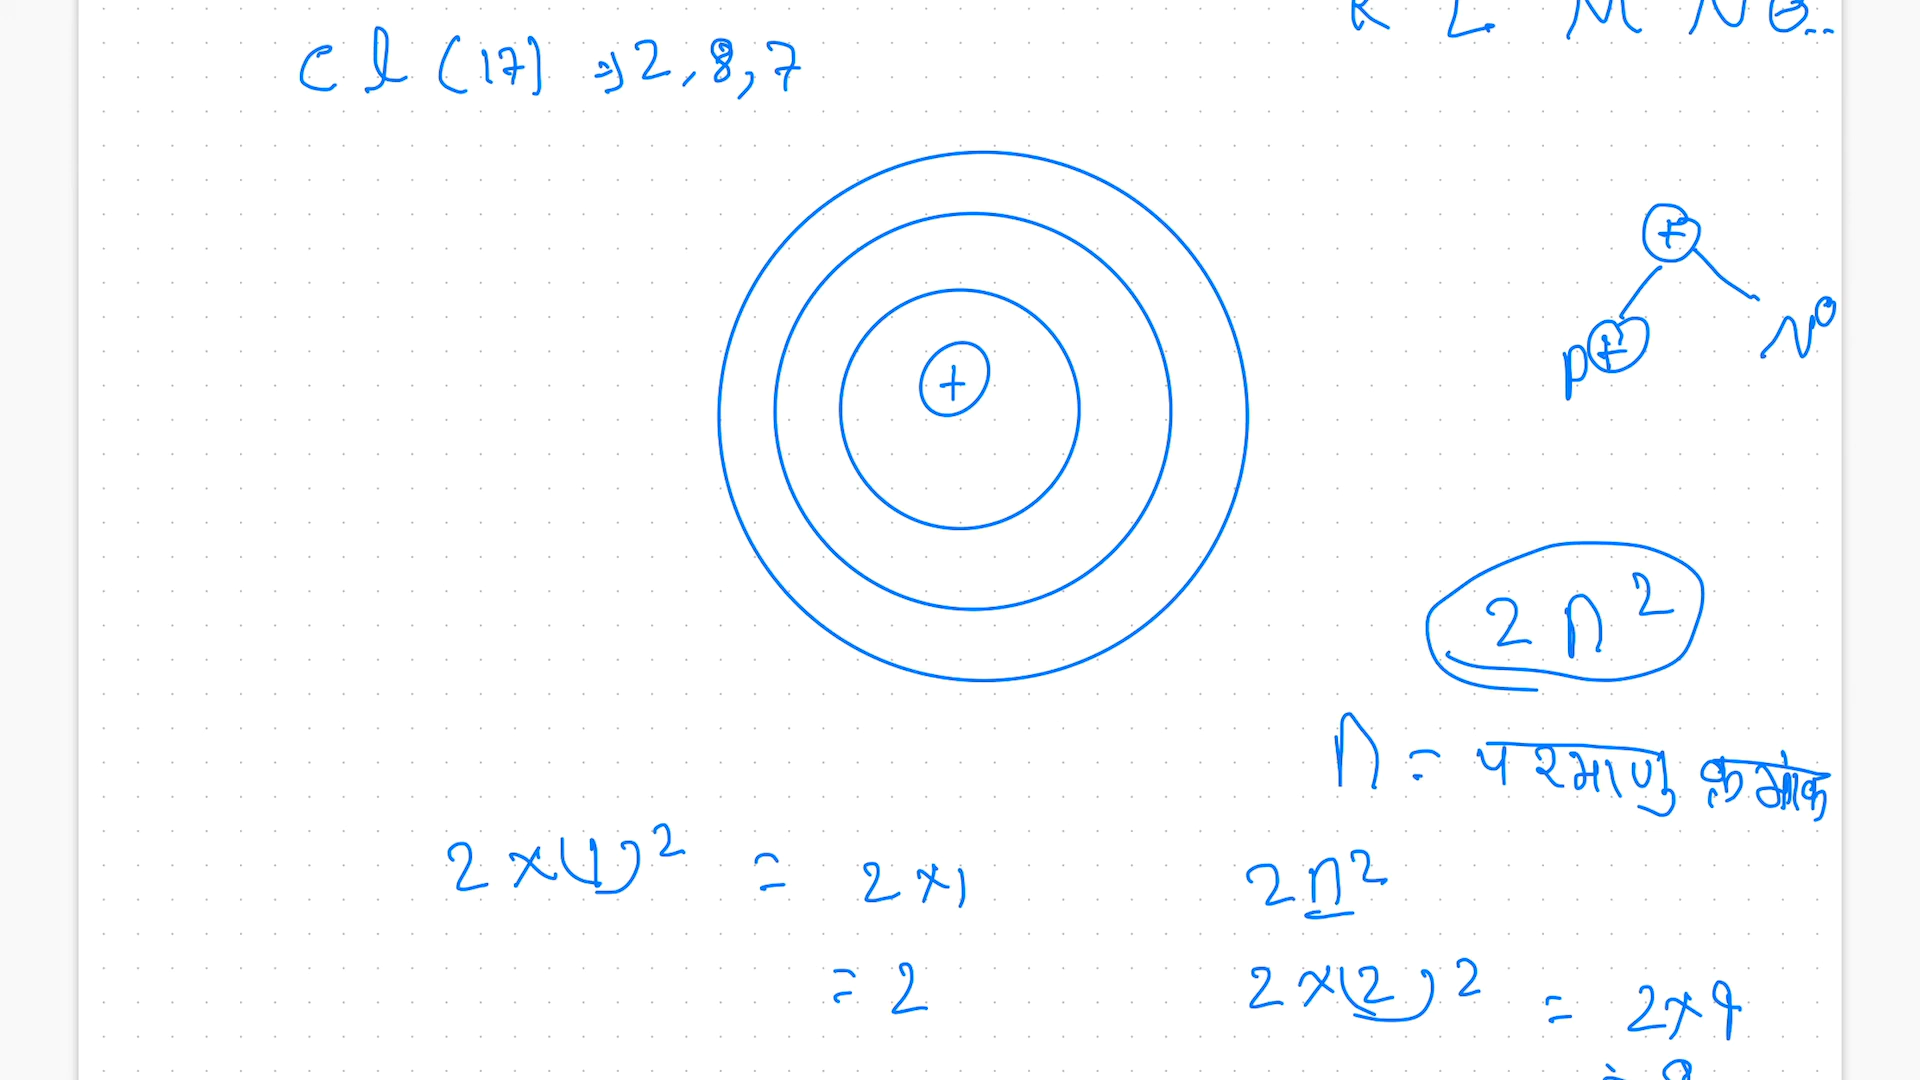 K L M N O..
Cl (17) ⇒ 2, 8, 7
+
+
p+ N⁰
2n²
n = परमाणु क्रमांक
2×(1)² = 2×1
= 2
2n²
2×(2)² = 2×4
= 8